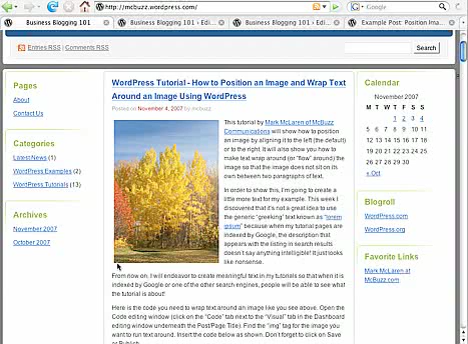 http://mcbuzz.wordpress.com/
Google
Business Blogging 101
Business Blogging 101 - Edi...
Business Blogging 101 - Edi...
Example Post: Position Ima...
Entries RSS | Comments RSS
Search
Pages
About
Contact Us
Categories
Latest News (1)
WordPress Examples (2)
WordPress Tutorials (13)
Archives
November 2007
October 2007
WordPress Tutorial - How to Position an Image and Wrap Text
Around an Image Using WordPress
Posted on November 4, 2007 by mcbuzz
This tutorial by Mark McLaren of McBuzz
Communications will show how to position
an image by aligning it to the left (the default)
or to the right. It will also show you how to
make text wrap around (or "flow" around) the
image so that the image does not sit on its
own between two paragraphs of text.
In order to show this, I'm going to create a
little more text for my example. This week I
discovered that it's not a great idea to use
the generic "greeking" text known as "lorem
ipsum" because when my tutorial pages are
indexed by Google, the description that
appears with the listing in search results
doesn't say anything intelligible! It just looks
like nonsense.
From now on, I will endeavor to create meaningful text in my tutorials so that when it is
indexed by Google or one of the other search engines, people will be able to see what
the tutorial is about!
Here is the code you need to wrap text around an image like you see above. Open the
Code editing window (click on the "Code" tab next to the "Visual" tab in the Dashboard
editing window underneath the Post/Page Title). Find the "img" tag for the image you
want to run text around. Insert the code below as shown. Don't forget to click on Save
or Publish.
Calendar
November 2007
M T W T F S S
1 2 3 4
5 6 7 8 9 10 11
12 13 14 15 16 17 18
19 20 21 22 23 24 25
26 27 28 29 30
« Oct
Blogroll
WordPress.com
WordPress.org
Favorite Links
Mark McLaren at
McBuzz.com